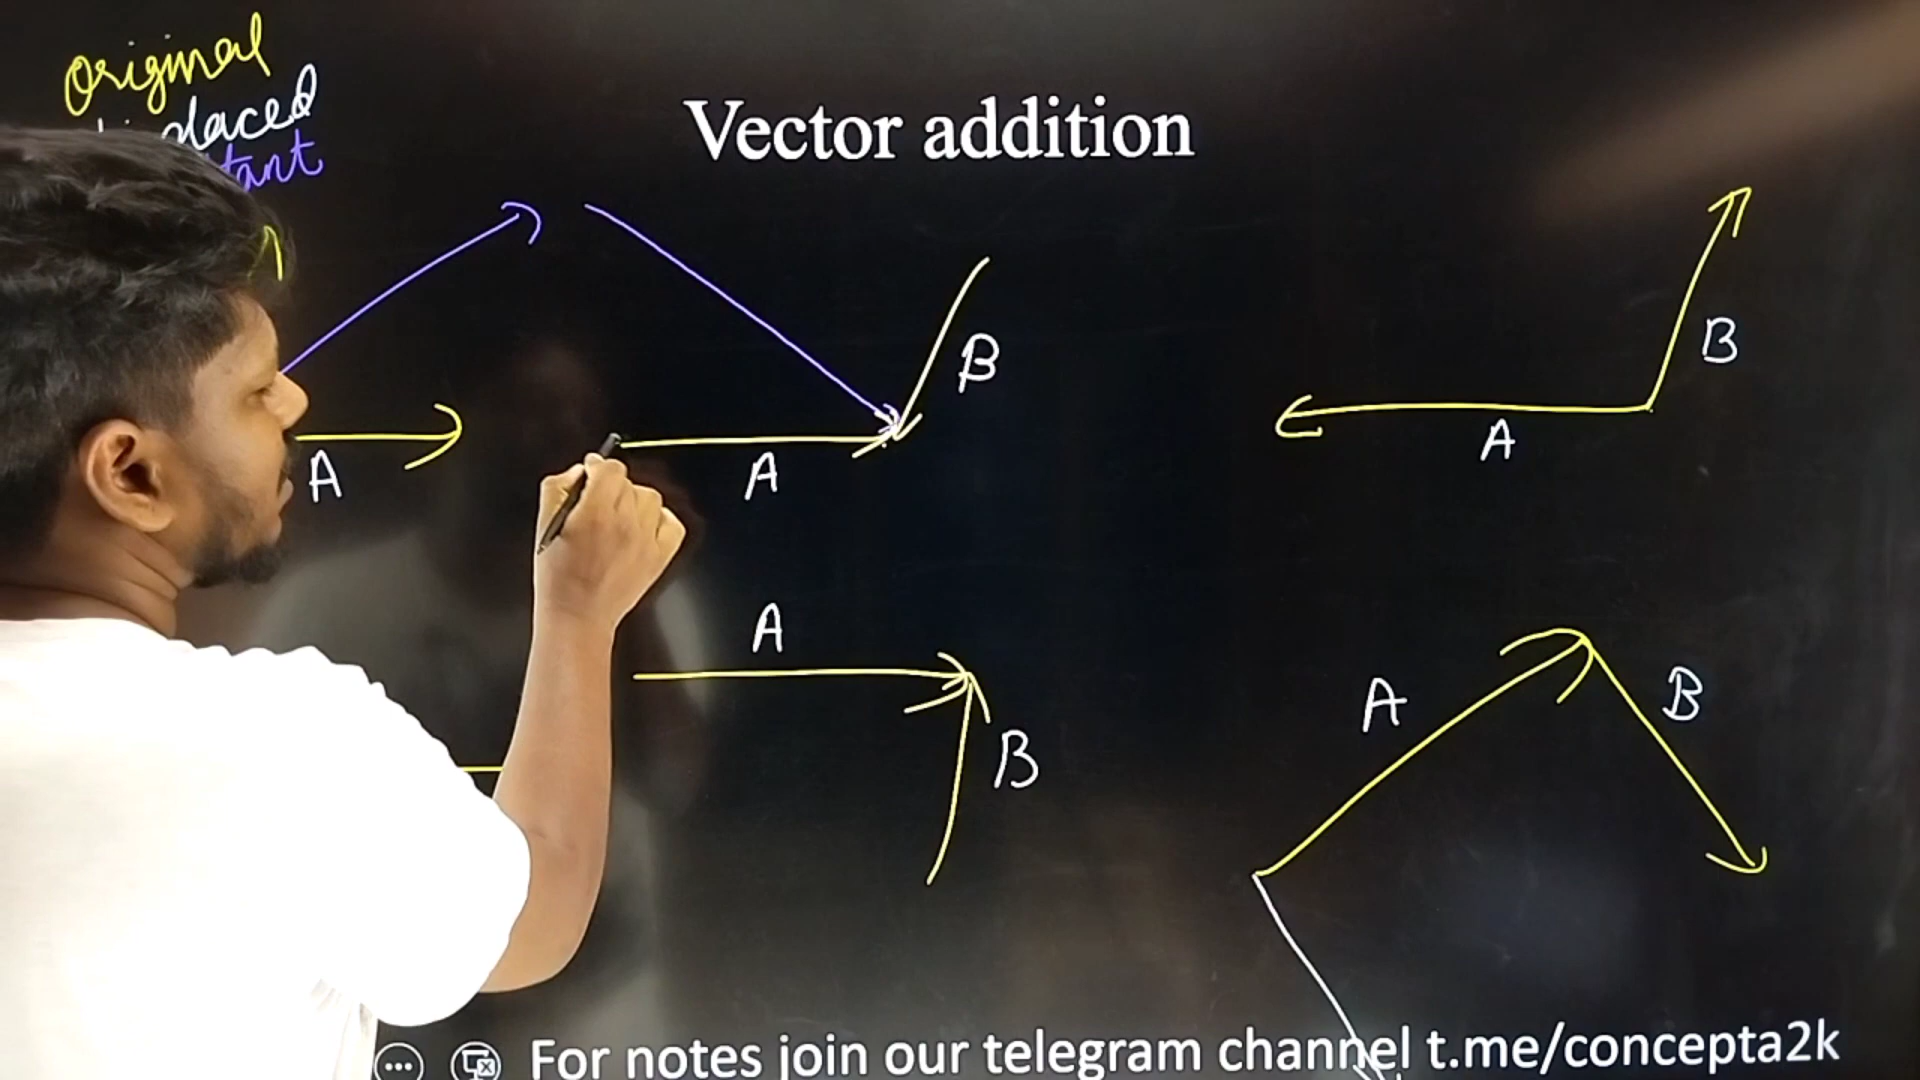 Original
Vector addition
B
B
A
A
A
A
A
B
B
For notes join our telegram channel t.me/concepta2k